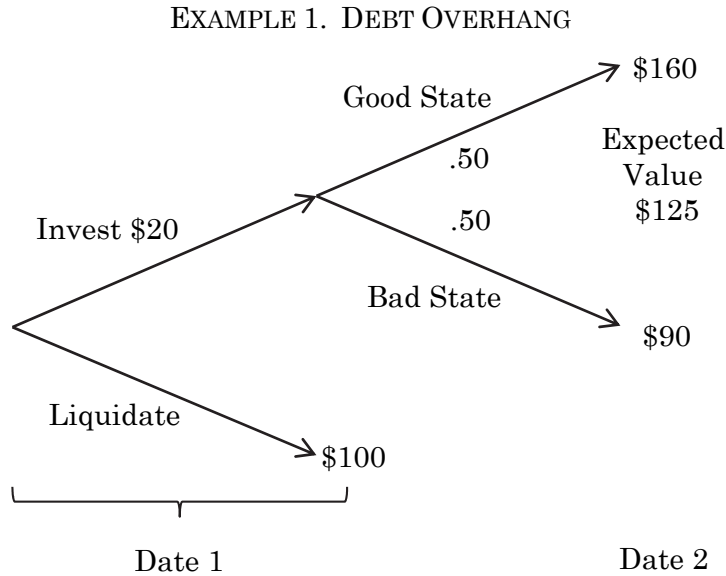 EXAMPLE 1. DEBT OVERHANG
$160
Good State
Expected
Value
$125
.50
.50
Invest $20
Bad State
$90
Liquidate
$100
Date 1
Date 2